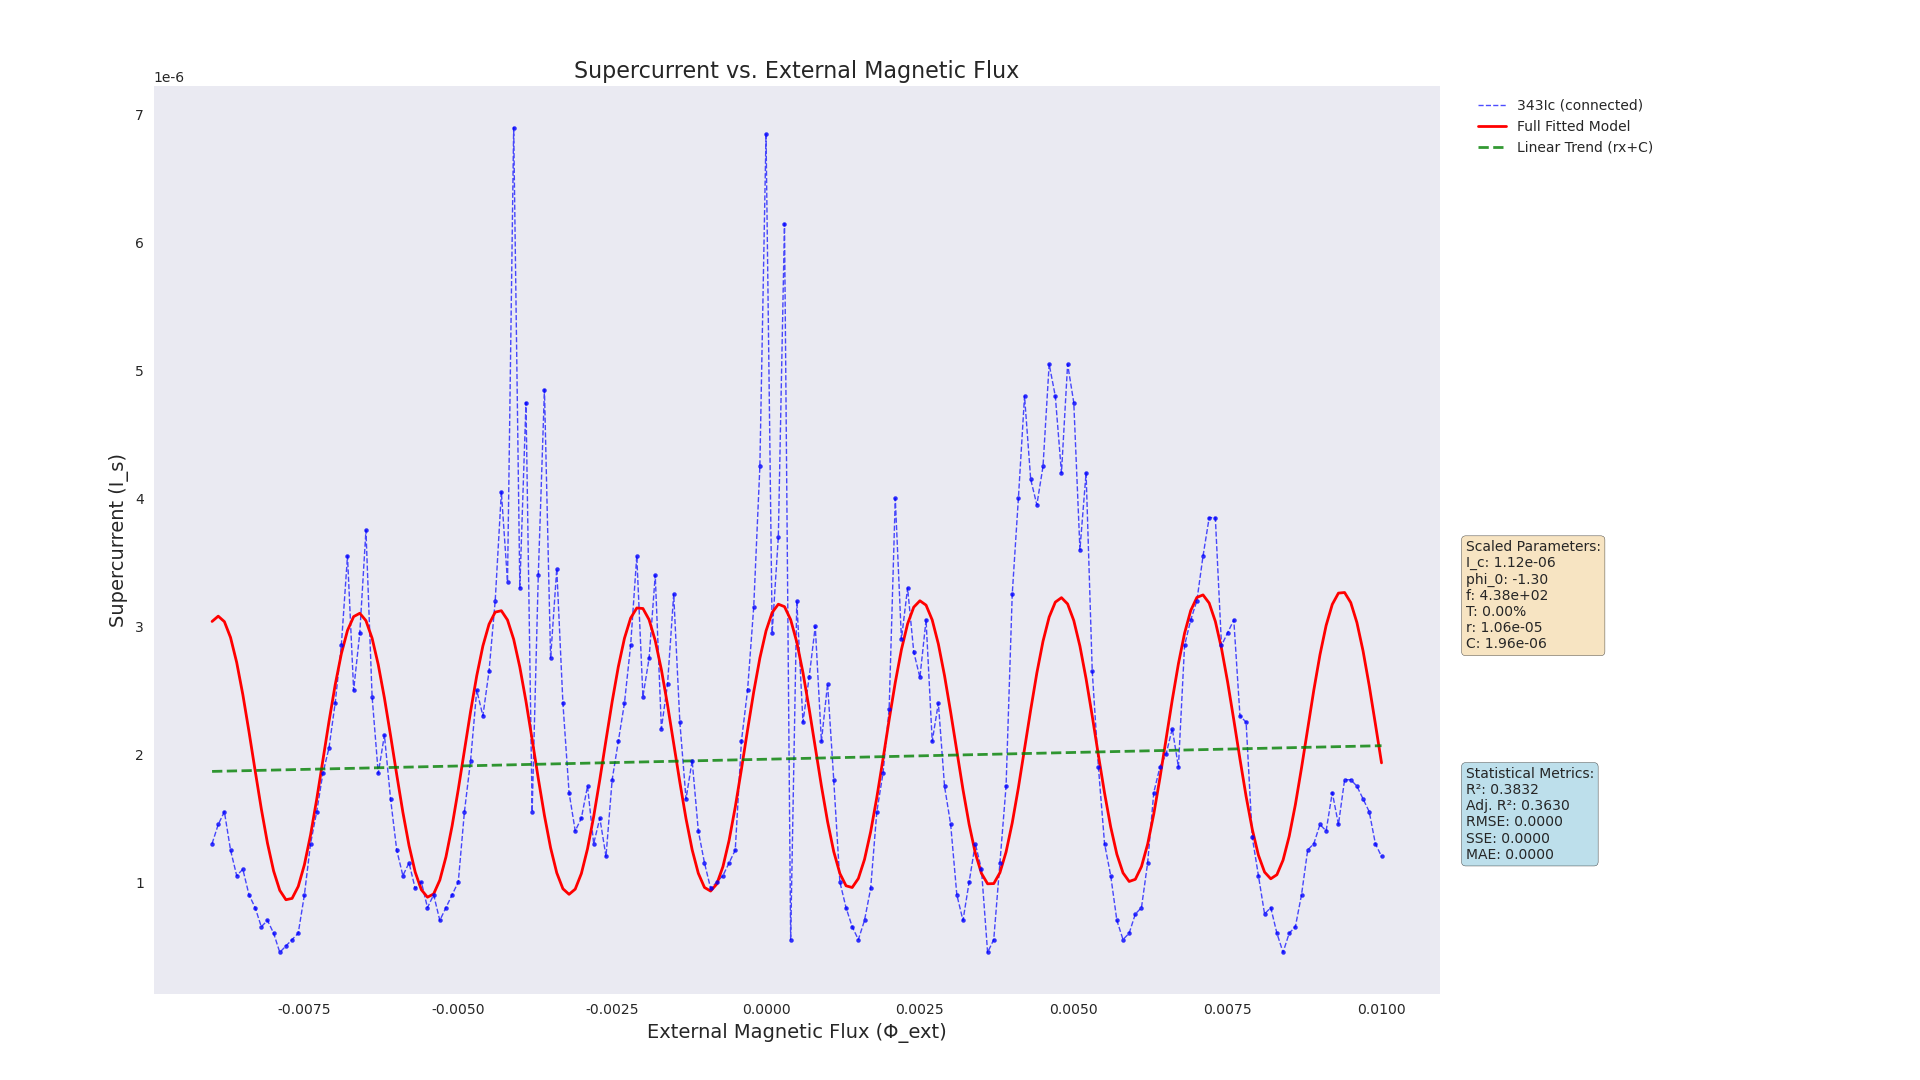 Supercurrent vs. External Magnetic Flux
1e-6
7
6
5
4
3
2
1
Supercurrent (I_s)
-0.0075
-0.0050
-0.0025
0.0000
0.0025
0.0050
0.0075
0.0100
External Magnetic Flux (Φ_ext)
343Ic (connected)
Full Fitted Model
Linear Trend (rx+C)
Scaled Parameters:
I_c: 1.12e-06
phi_0: -1.30
f: 4.38e+02
T: 0.00%
r: 1.06e-05
C: 1.96e-06
Statistical Metrics:
R²: 0.3832
Adj. R²: 0.3630
RMSE: 0.0000
SSE: 0.0000
MAE: 0.0000